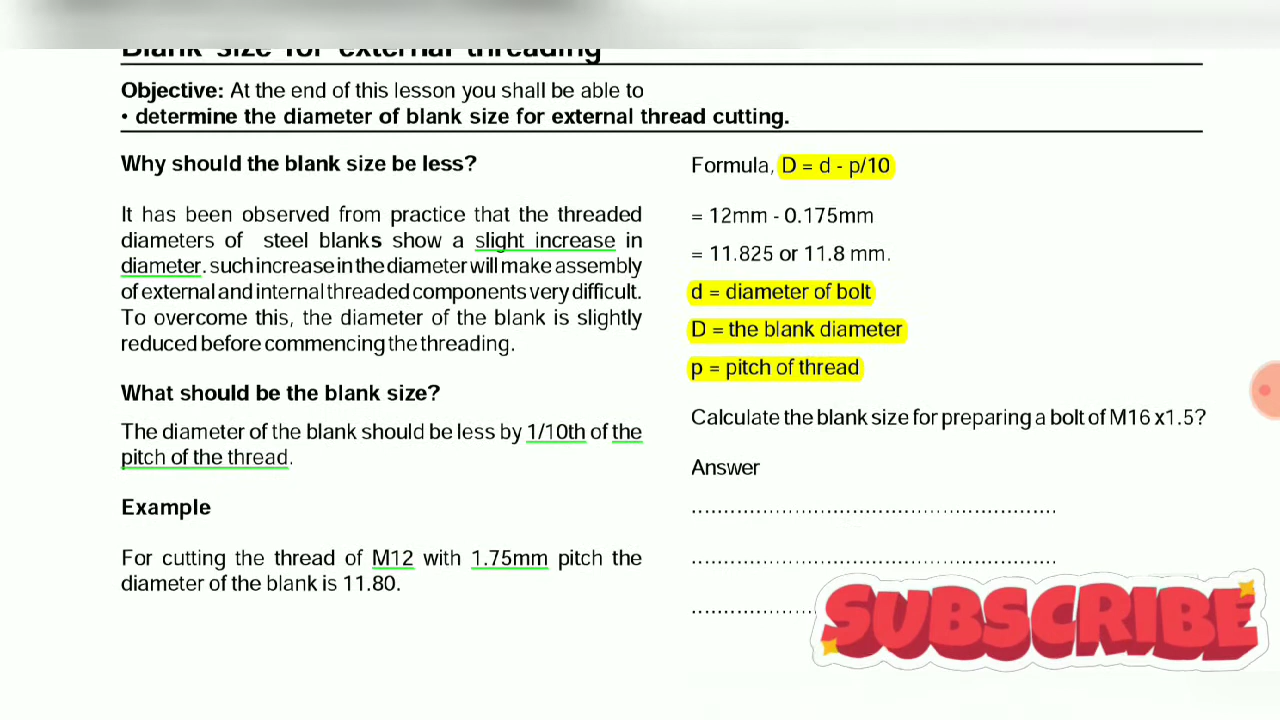 Blank size for external threading
Objective: At the end of this lesson you shall be able to
• determine the diameter of blank size for external thread cutting.
Why should the blank size be less?
It has been observed from practice that the threaded
diameters of steel blanks show a slight increase in
diameter. such increase in the diameter will make assembly
of external and internal threaded components very difficult.
To overcome this, the diameter of the blank is slightly
reduced before commencing the threading.
What should be the blank size?
The diameter of the blank should be less by 1/10th of the
pitch of the thread.
Example
For cutting the thread of M12 with 1.75mm pitch the
diameter of the blank is 11.80.
Formula, D = d - p/10
= 12mm - 0.175mm
= 11.825 or 11.8 mm.
d = diameter of bolt
D = the blank diameter
p = pitch of thread
Calculate the blank size for preparing a bolt of M16 x1.5?
Answer
SUBSCRIBE